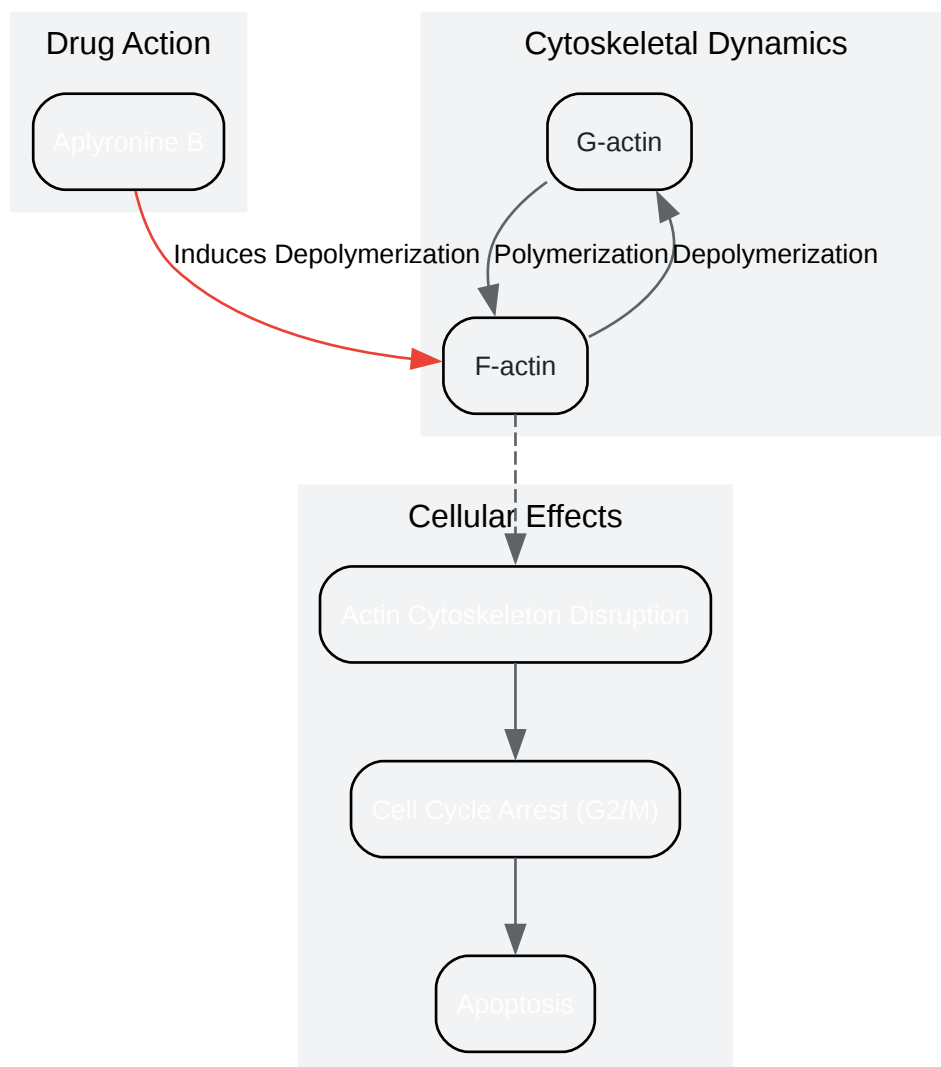 Drug Action
Cytoskeletal Dynamics
Aplyronine B
G-actin
Induces Depolymerization
Polymerization
Depolymerization
F-actin
Cellular Effects
Actin Cytoskeleton Disruption
Cell Cycle Arrest (G2/M)
Apoptosis